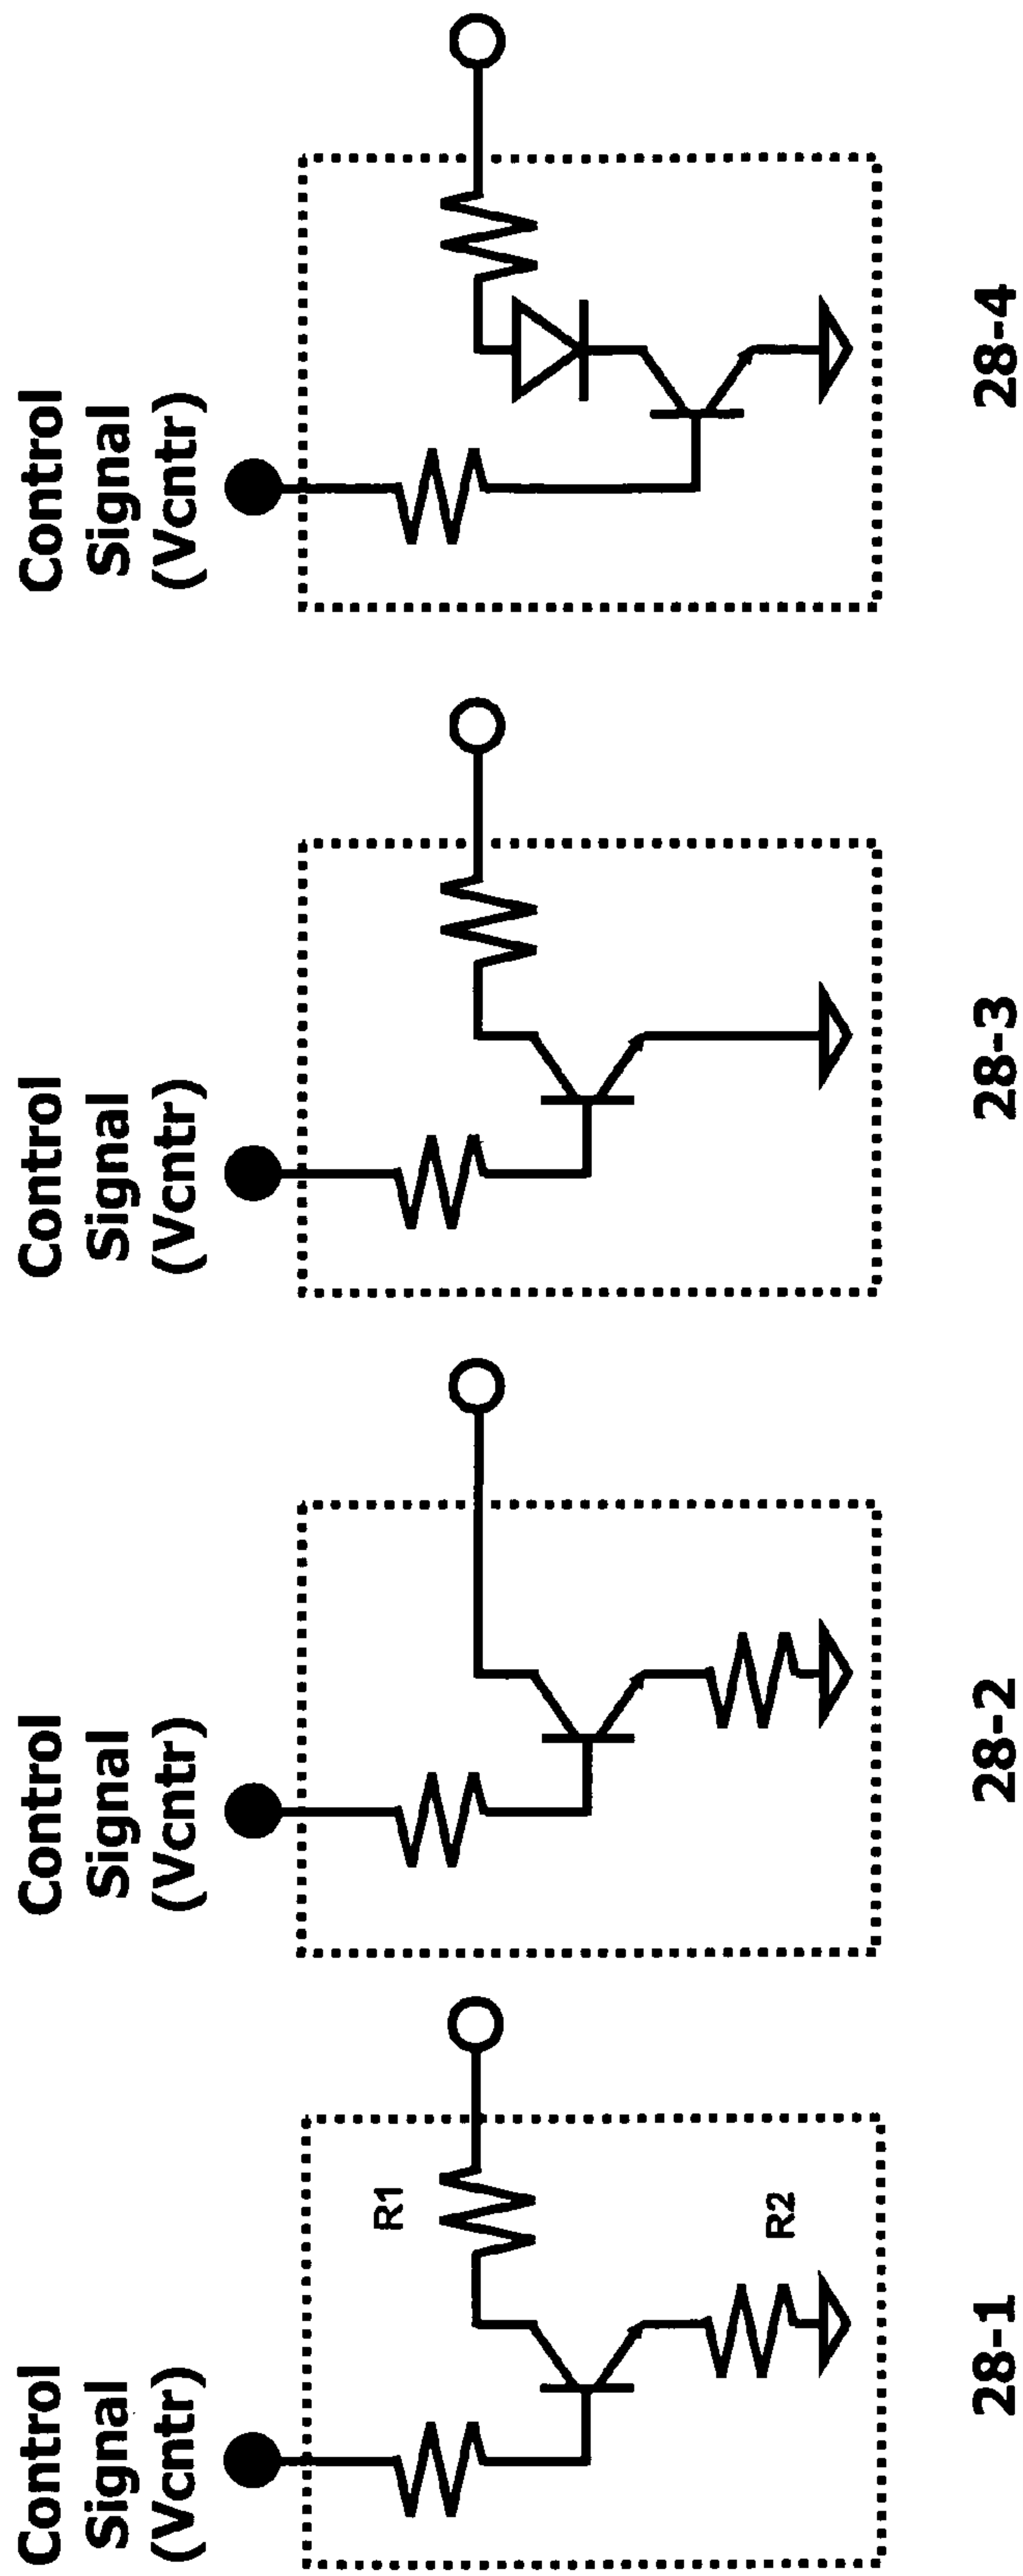 Control
Signal
(Vcntr)
R1
R2
28-1
Control
Signal
(Vcntr)
28-2
Control
Signal
(Vcntr)
28-3
Control
Signal
(Vcntr)
28-4